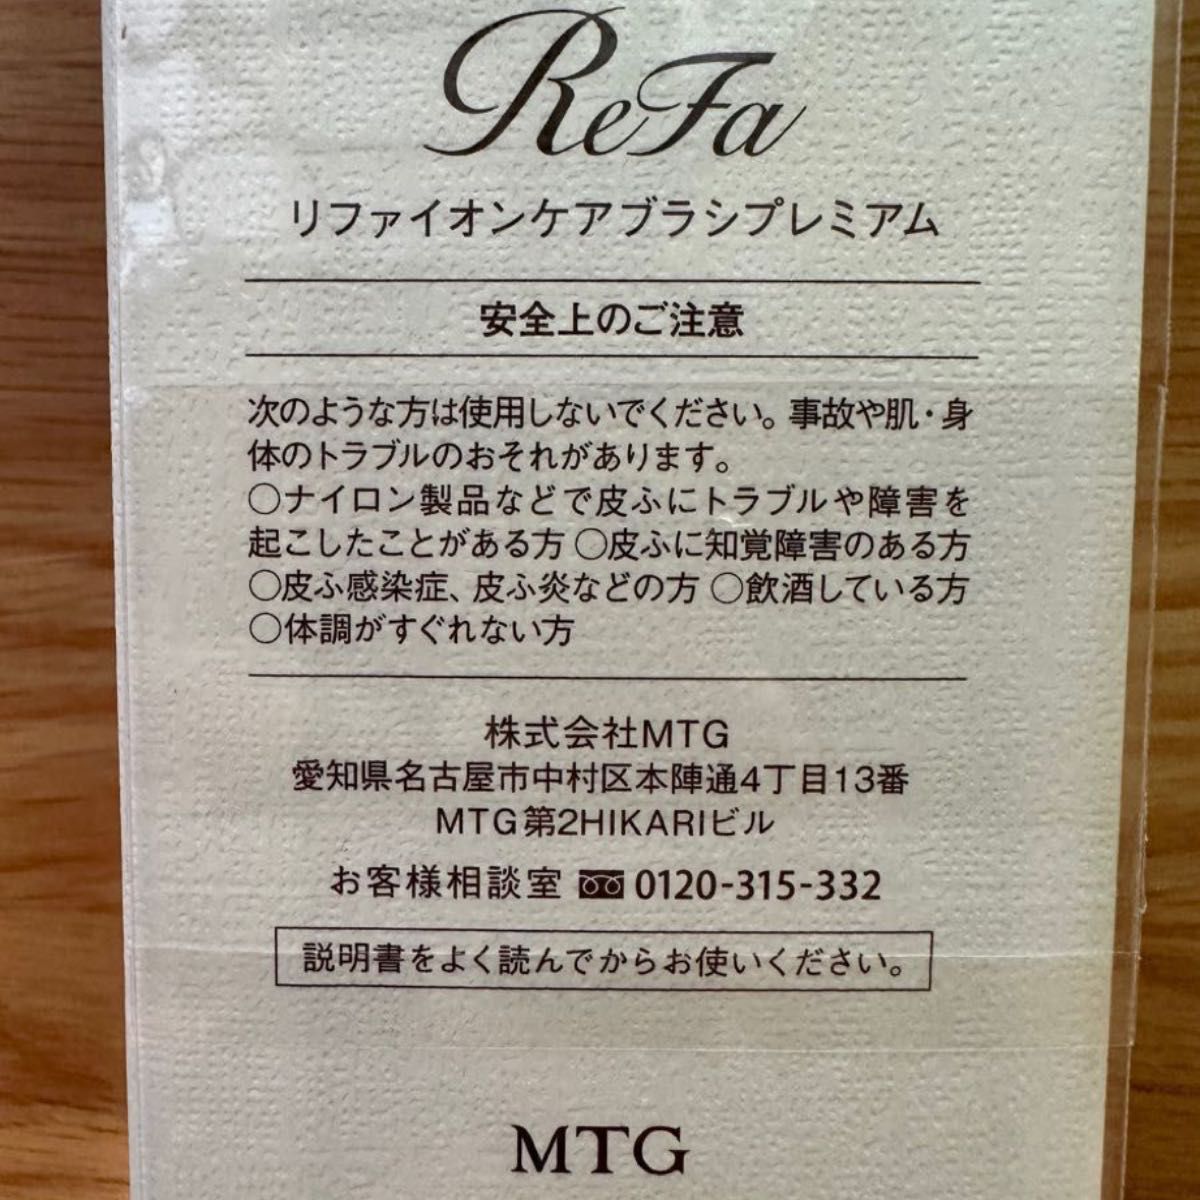 ReFa
リファイオンケアブラシプレミアム
安全上のご注意
次のような方は使用しないでください。事故や肌・身
体のトラブルのおそれがあります。
○ナイロン製品などで皮ふにトラブルや障害を
起こしたことがある方 ○皮ふに知覚障害のある方
○皮ふ感染症、皮ふ炎などの方 ○飲酒している方
○体調がすぐれない方
株式会社MTG
愛知県名古屋市中村区本陣通4丁目13番
MTG第2HIKARIビル
お客様相談室 0120-315-332
説明書をよく読んでからお使いください。
MTG